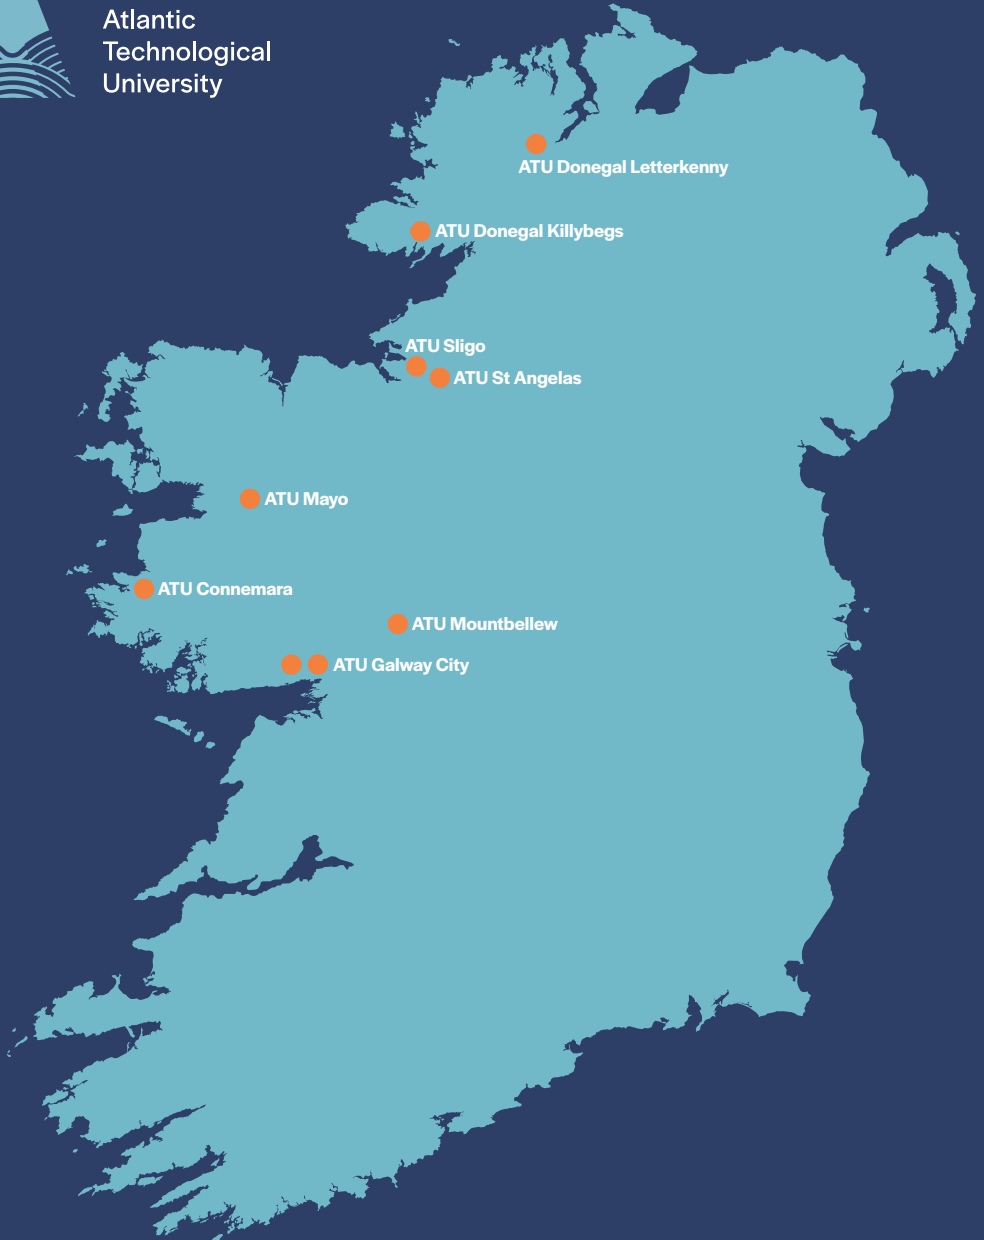 Atlantic
Technological
University
ATU Donegal Letterkenny
ATU Donegal Killybegs
ATU Sligo
ATU St Angelas
ATU Mayo
ATU Connemara
ATU Mountbellew
ATU Galway City